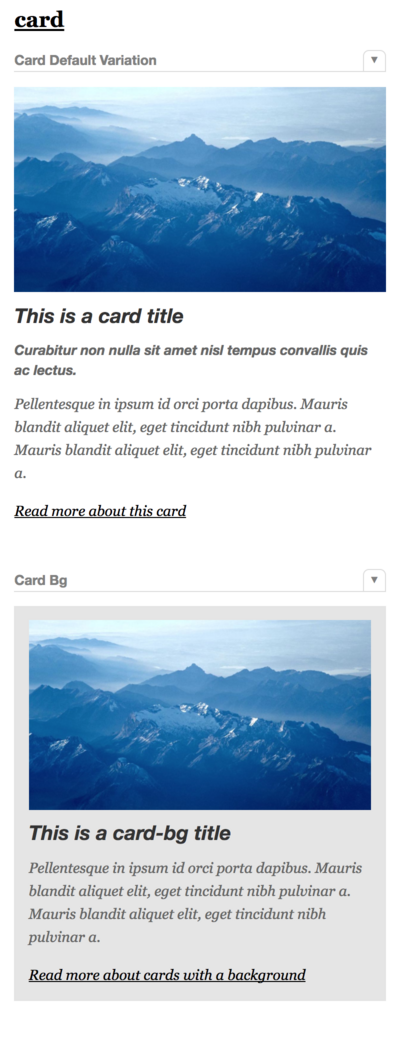 card
Card Default Variation
▼
This is a card title
Curabitur non nulla sit amet nisl tempus convallis quis
ac lectus.
Pellentesque in ipsum id orci porta dapibus. Mauris
blandit aliquet elit, eget tincidunt nibh pulvinar a.
Mauris blandit aliquet elit, eget tincidunt nibh pulvinar
a.
Read more about this card
Card Bg
▼
This is a card-bg title
Pellentesque in ipsum id orci porta dapibus. Mauris
blandit aliquet elit, eget tincidunt nibh pulvinar a.
Mauris blandit aliquet elit, eget tincidunt nibh
pulvinar a.
Read more about cards with a background